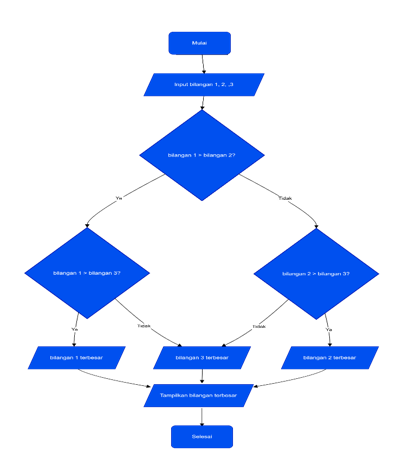 Mulai
Input bilangan 1, 2, ,3
bilangan 1 > bilangan 2?
Ya
Tidak
bilangan 1 > bilangan 3?
bilangan 2 > bilangan 3?
Ya
Tidak
Tidak
Ya
bilangan 1 terbesar
bilangan 3 terbesar
bilangan 2 terbesar
Tampilkan bilangan terbesar
Selesai